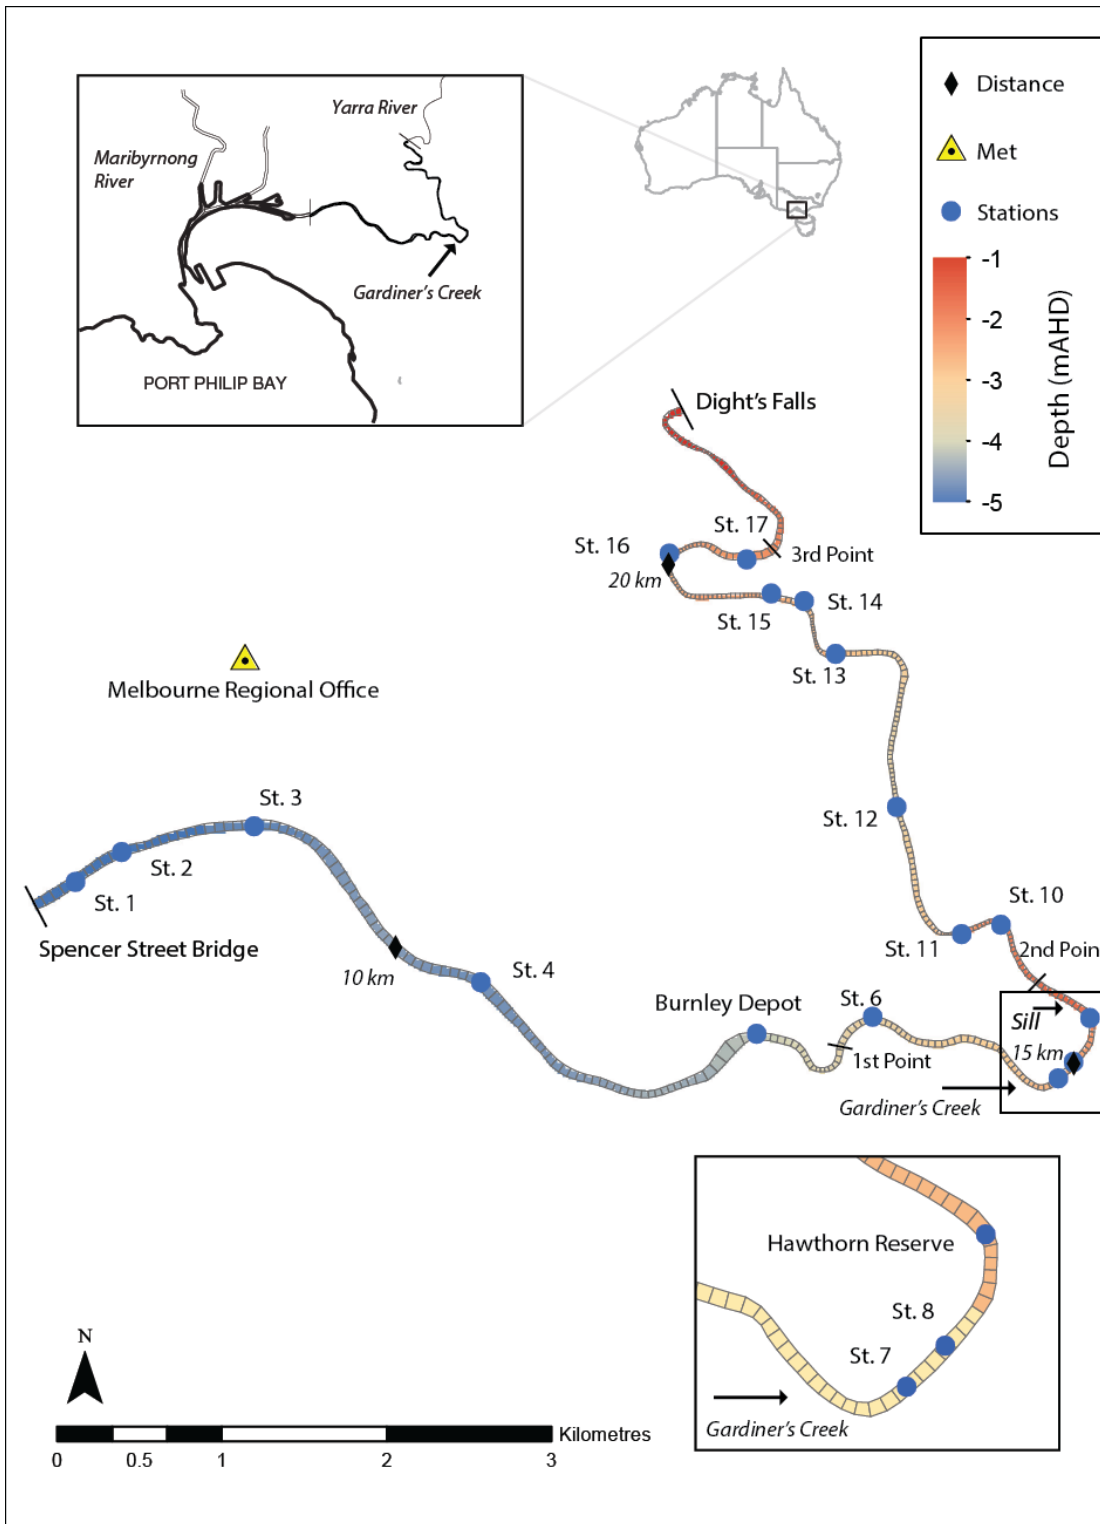 Yarra River
Maribyrnong
River
Gardiner's Creek
PORT PHILIP BAY
Distance
Met
Stations
-1
-2
-3
-4
-5
Depth (mAHD)
Dight's Falls
St. 17
St. 16
3rd Point
20 km
St. 14
St. 15
St. 13
Melbourne Regional Office
St. 3
St. 12
St. 2
St. 1
St. 10
Spencer Street Bridge
St. 11
2nd Poin
10 km
St. 4
Burnley Depot
St. 6
Sill
15 km
1st Point
Gardiner's Creek
Hawthorn Reserve
St. 8
St. 7
Gardiner's Creek
N
Kilometres
0 0.5 1 2 3